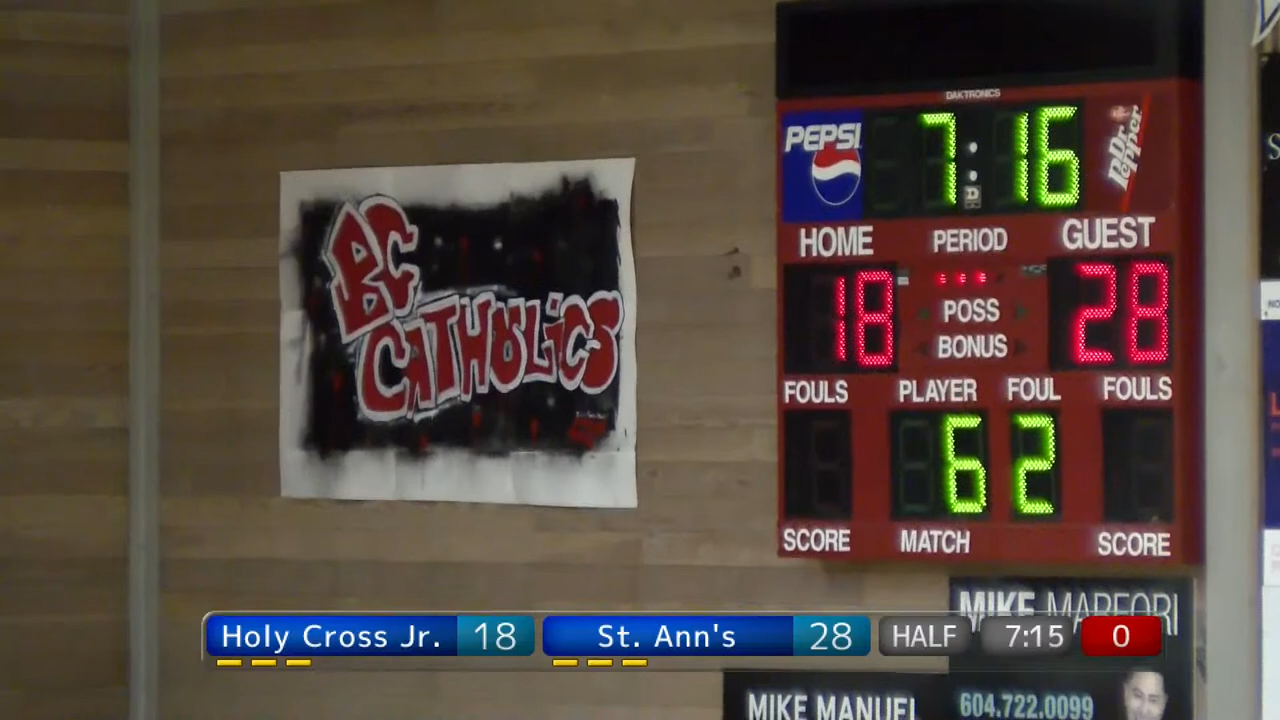 BC
CATHOLICS
DAKTRONICS
PEPSI
7:16
Dr Pepper
HOME PERIOD GUEST
18 28
POSS
BONUS
FOULS PLAYER FOUL FOULS
6 2
SCORE MATCH SCORE
MIKE MARFORI
Holy Cross Jr. 18 St. Ann's 28 HALF 7:15 0
MIKE MANUEL 604.722.0099